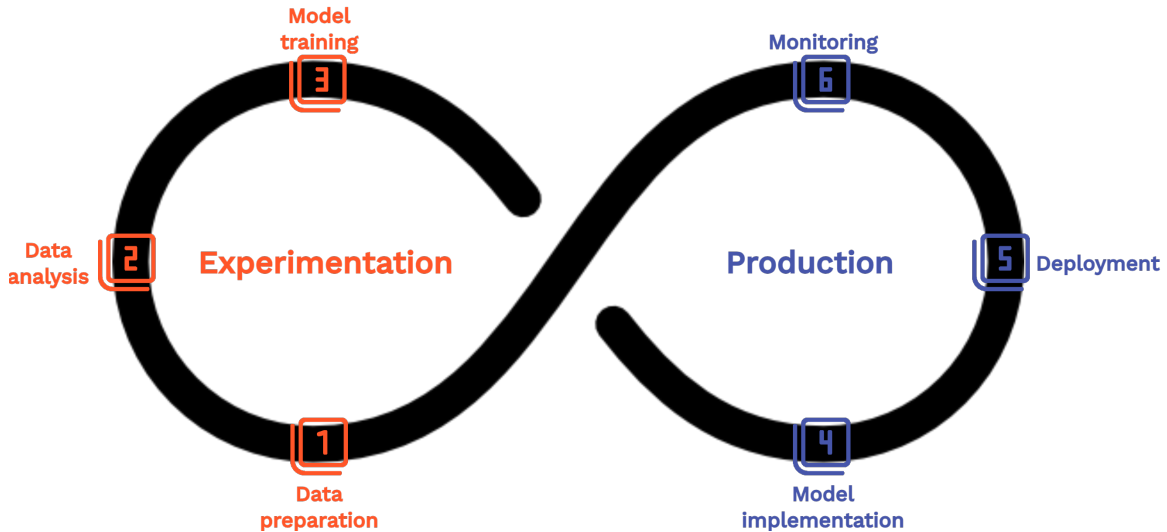 Model
training
3
Monitoring
6
Data
analysis
2
Experimentation
Production
5
Deployment
1
Data
preparation
4
Model
implementation